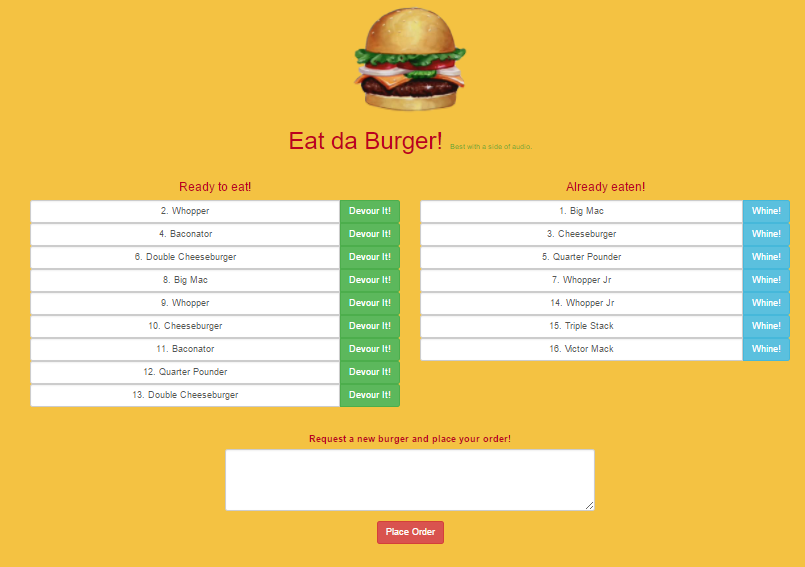 Eat da Burger! Best with a side of audio.
Ready to eat!
2. Whopper Devour It!
4. Baconator Devour It!
6. Double Cheeseburger Devour It!
8. Big Mac Devour It!
9. Whopper Devour It!
10. Cheeseburger Devour It!
11. Baconator Devour It!
12. Quarter Pounder Devour It!
13. Double Cheeseburger Devour It!
Already eaten!
1. Big Mac Whine!
3. Cheeseburger Whine!
5. Quarter Pounder Whine!
7. Whopper Jr Whine!
14. Whopper Jr Whine!
15. Triple Stack Whine!
16. Victor Mack Whine!
Request a new burger and place your order!
Place Order